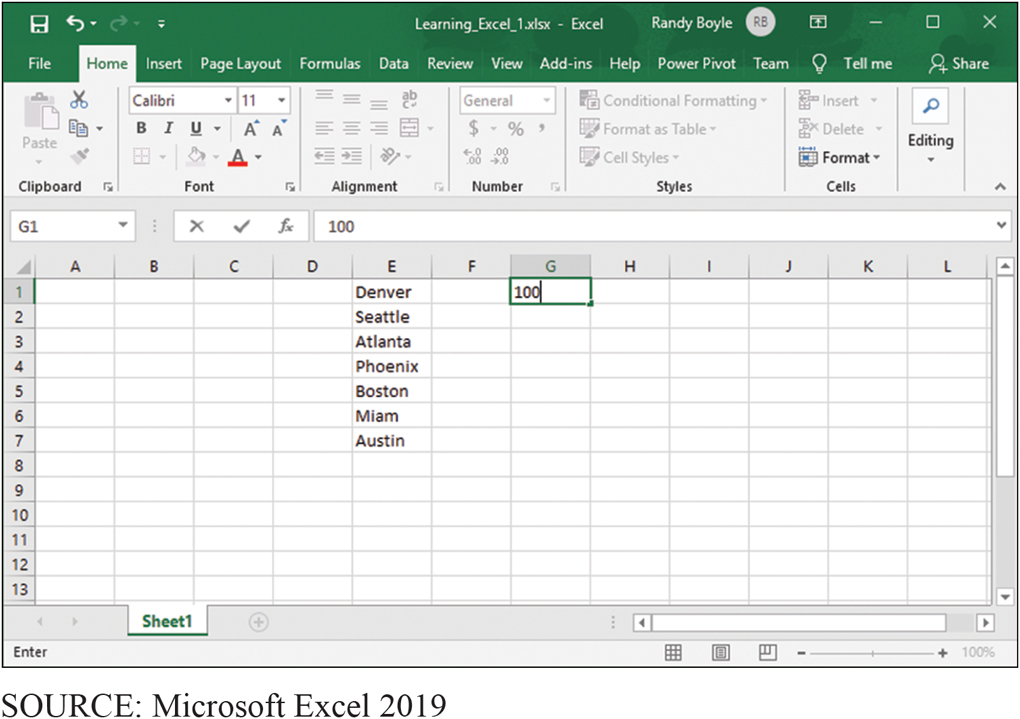 Learning_Excel_1.xlsx - Excel Randy Boyle RB
File Home Insert Page Layout Formulas Data Review View Add-ins Help Power Pivot Team Tell me Share
Calibri 11 ab General Conditional Formatting Insert
Paste B I U A A c $ % , Format as Table Delete Editing
A .00 .00 Cell Styles Format
Clipboard Font Alignment Number Styles Cells
G1 fx 100
A B C D E F G H I J K L
1 Denver 100
2 Seattle
3 Atlanta
4 Phoenix
5 Boston
6 Miam
7 Austin
8
9
10
11
12
13
Sheet1
Enter 100%
SOURCE: Microsoft Excel 2019